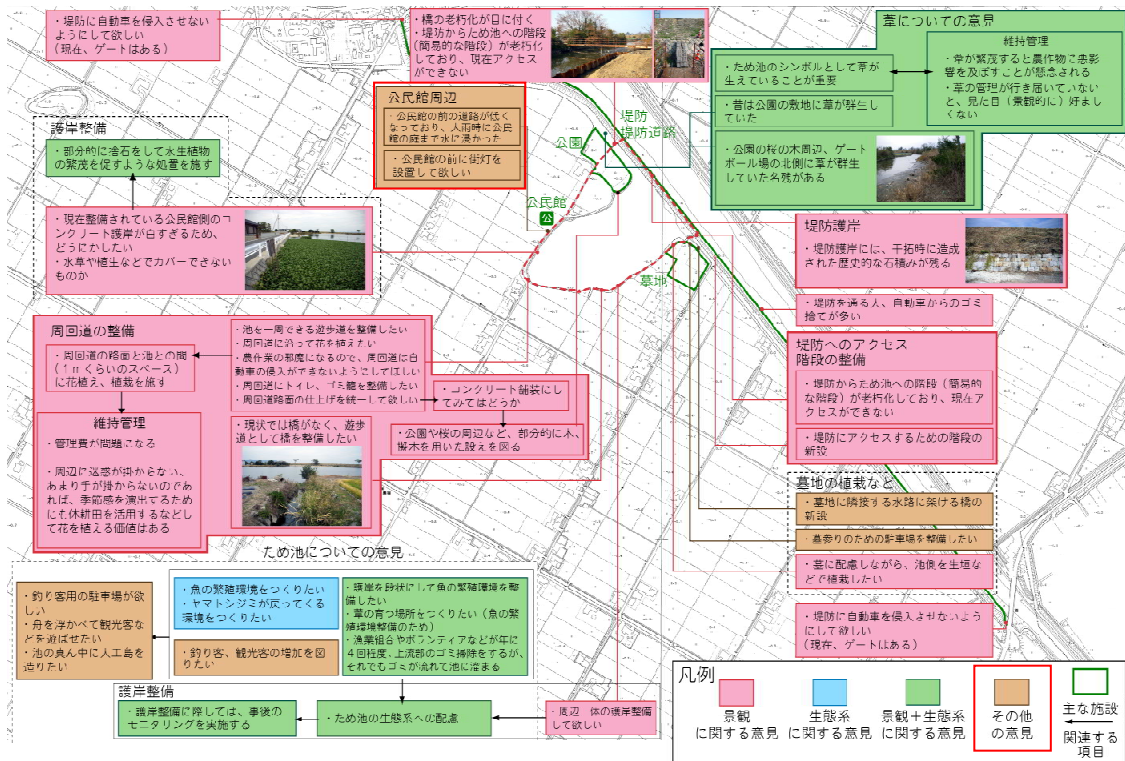 ・堤防に自動車を侵入させない
ようにして欲しい
(現在、ゲートはある)
・橋の老朽化が目に付く
・堤防からため池への階段
(簡易的な階段)が老朽化
しており、現在アクセス
ができない
公民館周辺
・公民館の前の道路が低く
なっており、大雨時に公民
館の庭まで水に浸かった
・公民館の前に街灯を
設置して欲しい
葦についての意見
・ため池のシンボルとして葦が
生えていることが重要
・昔は公園の敷地に葦が群生し
ていた
・公園の桜の木周辺、ゲート
ボール場の北側に葦が群生
していた名残がある
維持管理
・葦が繁茂すると農作物に悪影
響を及ぼすことが懸念される
・草の管理が行き届いていない
と、見た目(景観的に)好まし
くない
護岸整備
・部分的に捨石をして水生植物
の繁茂を促すような処置を施す
・現在整備されている公民館側のコ
ンクリート護岸が白すぎるため、
どうにかしたい
・水草や植生などでカバーできない
ものか
堤防
堤防道路
公園
公民館
公
墓地
堤防護岸
・堤防護岸には、干拓時に造成
された歴史的な石積みが残る
・堤防を通る人、自動車からのゴミ
捨てが多い
堤防へのアクセス
階段の整備
・堤防からため池への階段(簡易的
な階段)が老朽化しており、現在ア
クセスができない
・堤防にアクセスするための階段の
新設
周回道の整備
・周回道の路面と池との間
(1mくらいのスペース)
に花植え、植栽を施す
維持管理
・管理費が問題になる
・周辺に迷惑が掛からない、
あまり手が掛からないのであ
れば、季節感を演出するため
にも休耕田を活用するなどし
て花を植える価値はある
・池を一周できる遊歩道を整備したい
・周回道に沿って花を植えたい
・農作業の邪魔になるので、周回道に自
動車の侵入ができないようにしてほしい
・周回道にトイレ、ゴミ籠を整備したい
・周回道路面の仕上げを統一して欲しい
・コンクリート舗装にし
てみてはどうか
・公園や桜の周辺など、部分的に木、
擬木を用いた設えを図る
・現状では橋がなく、遊歩
道として橋を整備したい
墓地の植栽など
・墓地に隣接する水路に架ける橋の
新設
・墓参りのための駐車場を整備したい
・墓に配慮しながら、池側を生垣
などで植栽したい
・堤防に自動車を侵入させないよう
にして欲しい
(現在、ゲートはある)
ため池についての意見
・釣り客用の駐車場が欲
しい
・舟を浮かべて観光客な
どを遊ばせたい
・池の真ん中に人工島を
造りたい
・魚の繁殖環境をつくりたい
・ヤマトシジミが戻ってくる
環境をつくりたい
・釣り客、観光客の増加を図
りたい
・護岸を段状にして魚の繁殖環境を整
備したい
・葦の育つ場所をつくりたい(魚の繁
殖環境整備のため)
・漁業組合やボランティアなどが年に
4回程度、上流部のゴミ掃除をするが、
それでもゴミが流れて池に溜まる
護岸整備
・護岸整備に際しては、事後の
モニタリングを実施する
・ため池の生態系への配慮
・周辺一体の護岸整備
して欲しい
凡例
景観
に関する意見
生態系
に関する意見
景観+生態系
に関する意見
その他
の意見
主な施設
関連する
項目